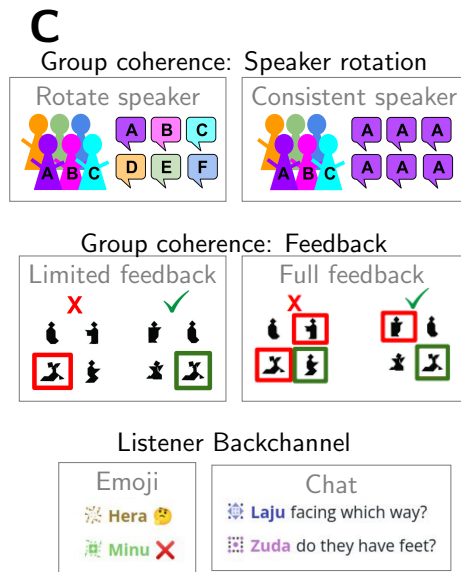 C
Group coherence: Speaker rotation
Rotate speaker
A B C
D E F
A B C
Consistent speaker
A A A
A A A
A B C
Group coherence: Feedback
Limited feedback
X ✓
Full feedback
X ✓
Listener Backchannel
Emoji
Hera 🤔
Minu ❌
Chat
Laju facing which way?
Zuda do they have feet?